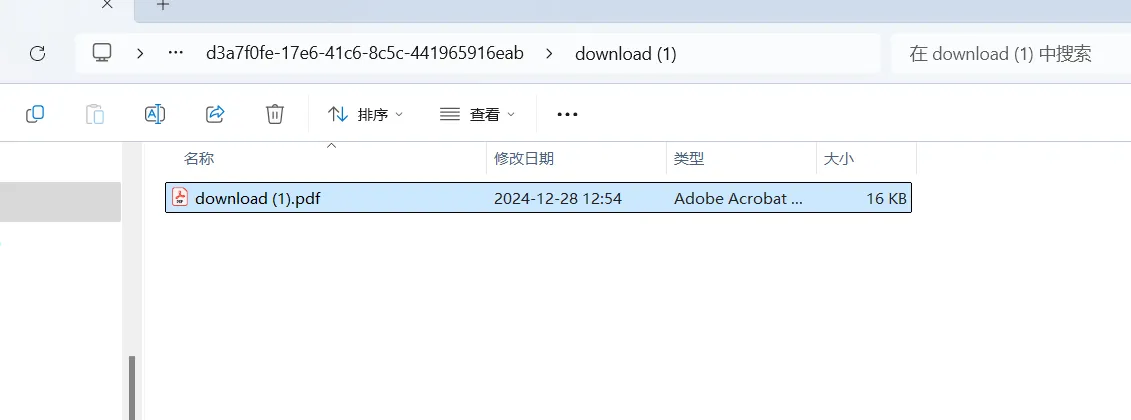 d3a7f0fe-17e6-41c6-8c5c-441965916eab download (1) 在 download (1) 中搜索
排序 查看
名称 修改日期 类型 大小
download (1).pdf 2024-12-28 12:54 Adobe Acrobat ... 16 KB